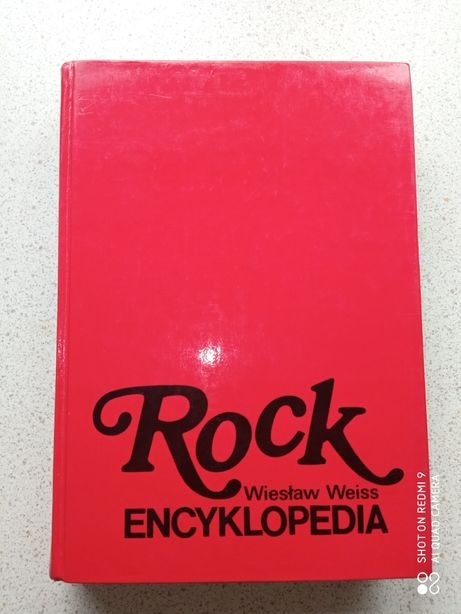 Rock
Wiesław Weiss
ENCYKLOPEDIA
SHOT ON REDMI 9
AI QUAD CAMERA